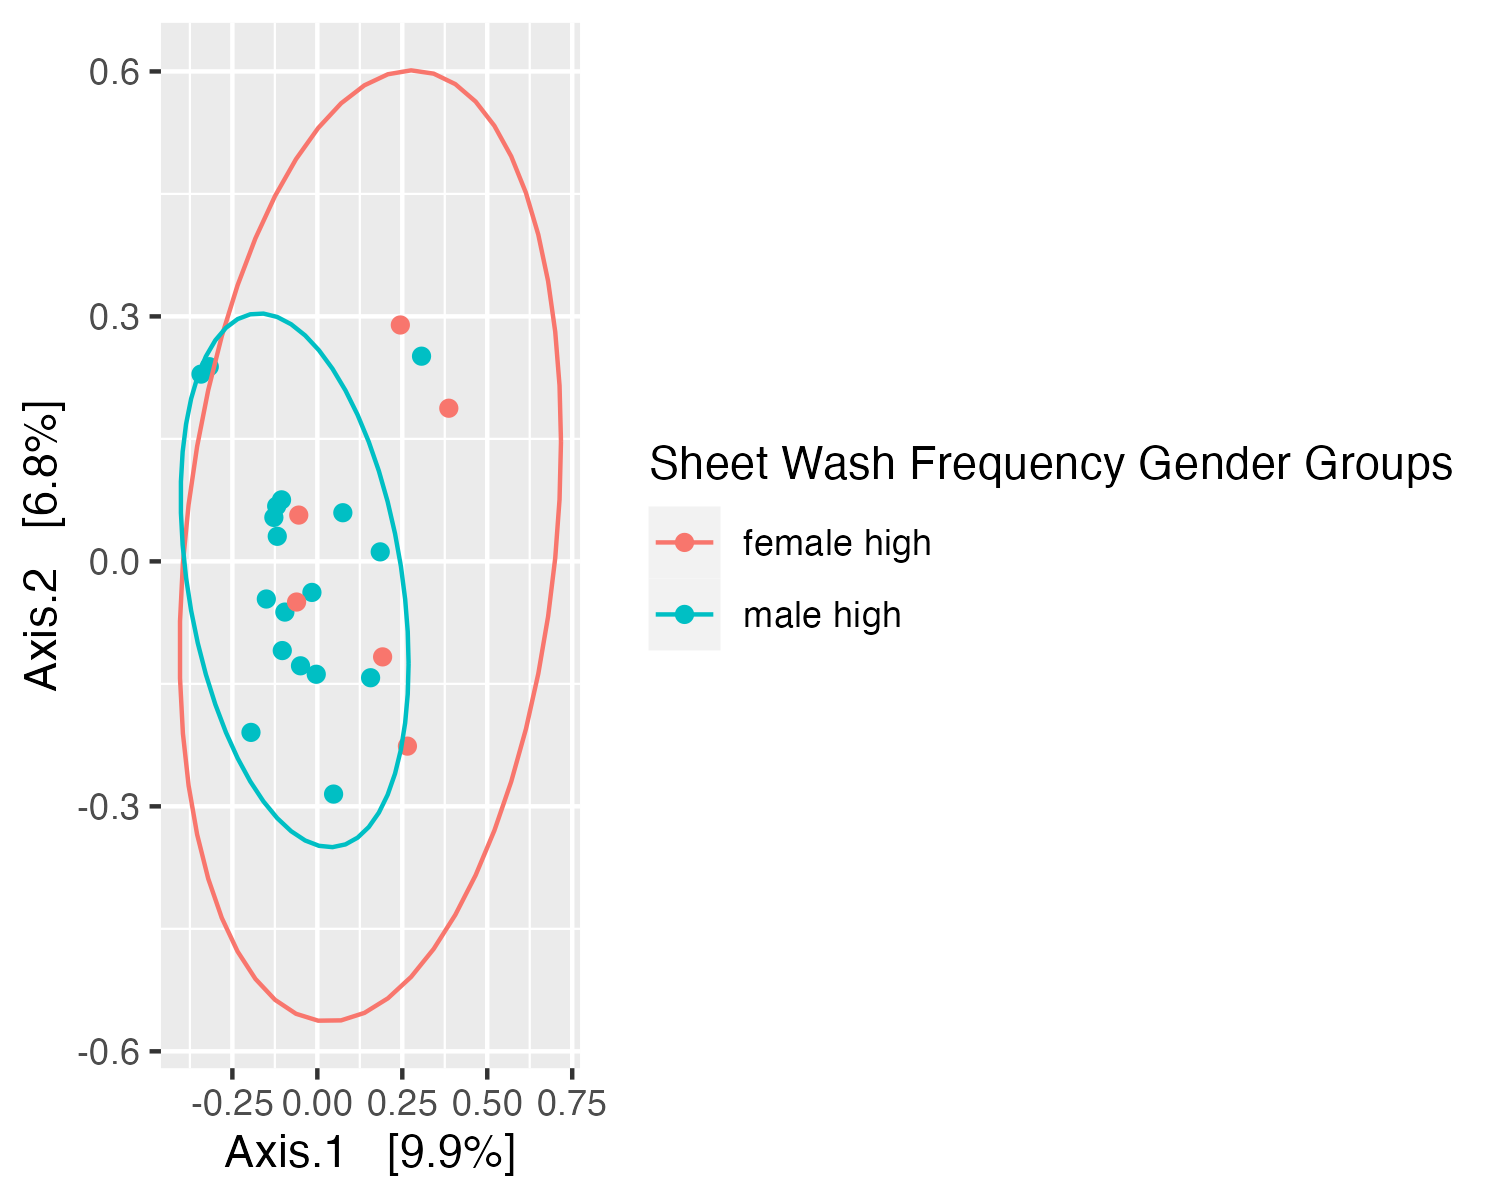 0.6
0.3
0.0
-0.3
-0.6
Axis.2 [6.8%]
-0.25 0.00 0.25 0.50 0.75
Axis.1 [9.9%]
Sheet Wash Frequency Gender Groups
female high
male high